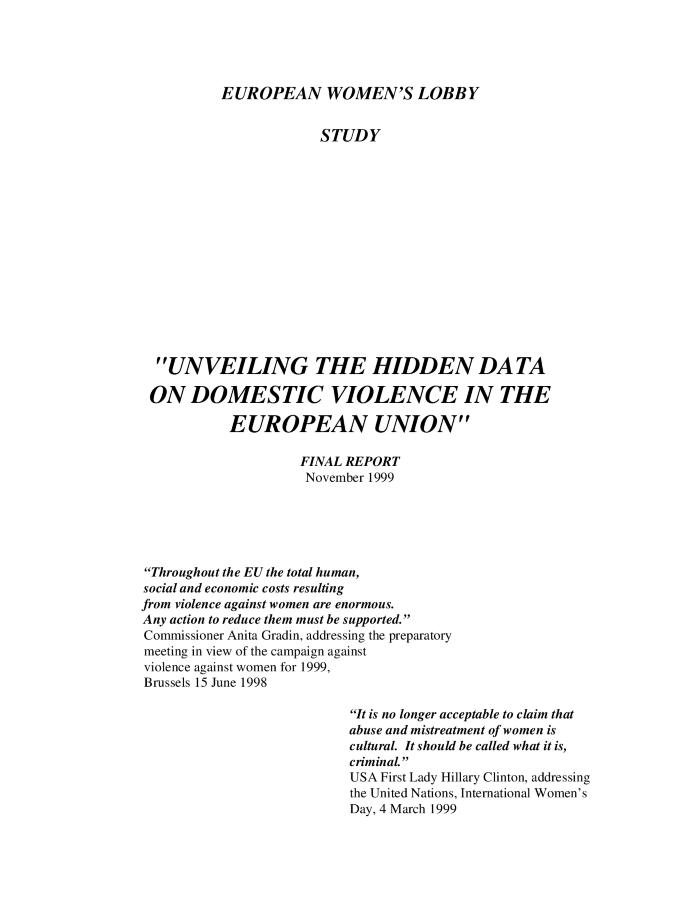 EUROPEAN WOMEN’S LOBBY
STUDY
"UNVEILING THE HIDDEN DATA
ON DOMESTIC VIOLENCE IN THE
EUROPEAN UNION"
FINAL REPORT
November 1999
“Throughout the EU the total human,
social and economic costs resulting
from violence against women are enormous.
Any action to reduce them must be supported.”
Commissioner Anita Gradin, addressing the preparatory
meeting in view of the campaign against
violence against women for 1999,
Brussels 15 June 1998
“It is no longer acceptable to claim that
abuse and mistreatment of women is
cultural.  It should be called what it is,
criminal.”
USA First Lady Hillary Clinton, addressing
the United Nations, International Women’s
Day, 4 March 1999